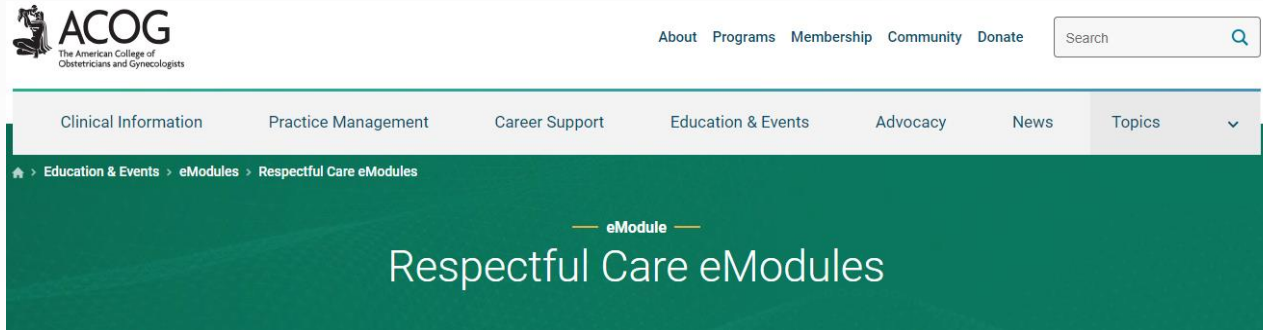 ACOG
The American College of
Obstetricians and Gynecologists
About Programs Membership Community Donate
Search
Clinical Information Practice Management Career Support Education & Events Advocacy News Topics
> Education & Events > eModules > Respectful Care eModules
eModule
Respectful Care eModules